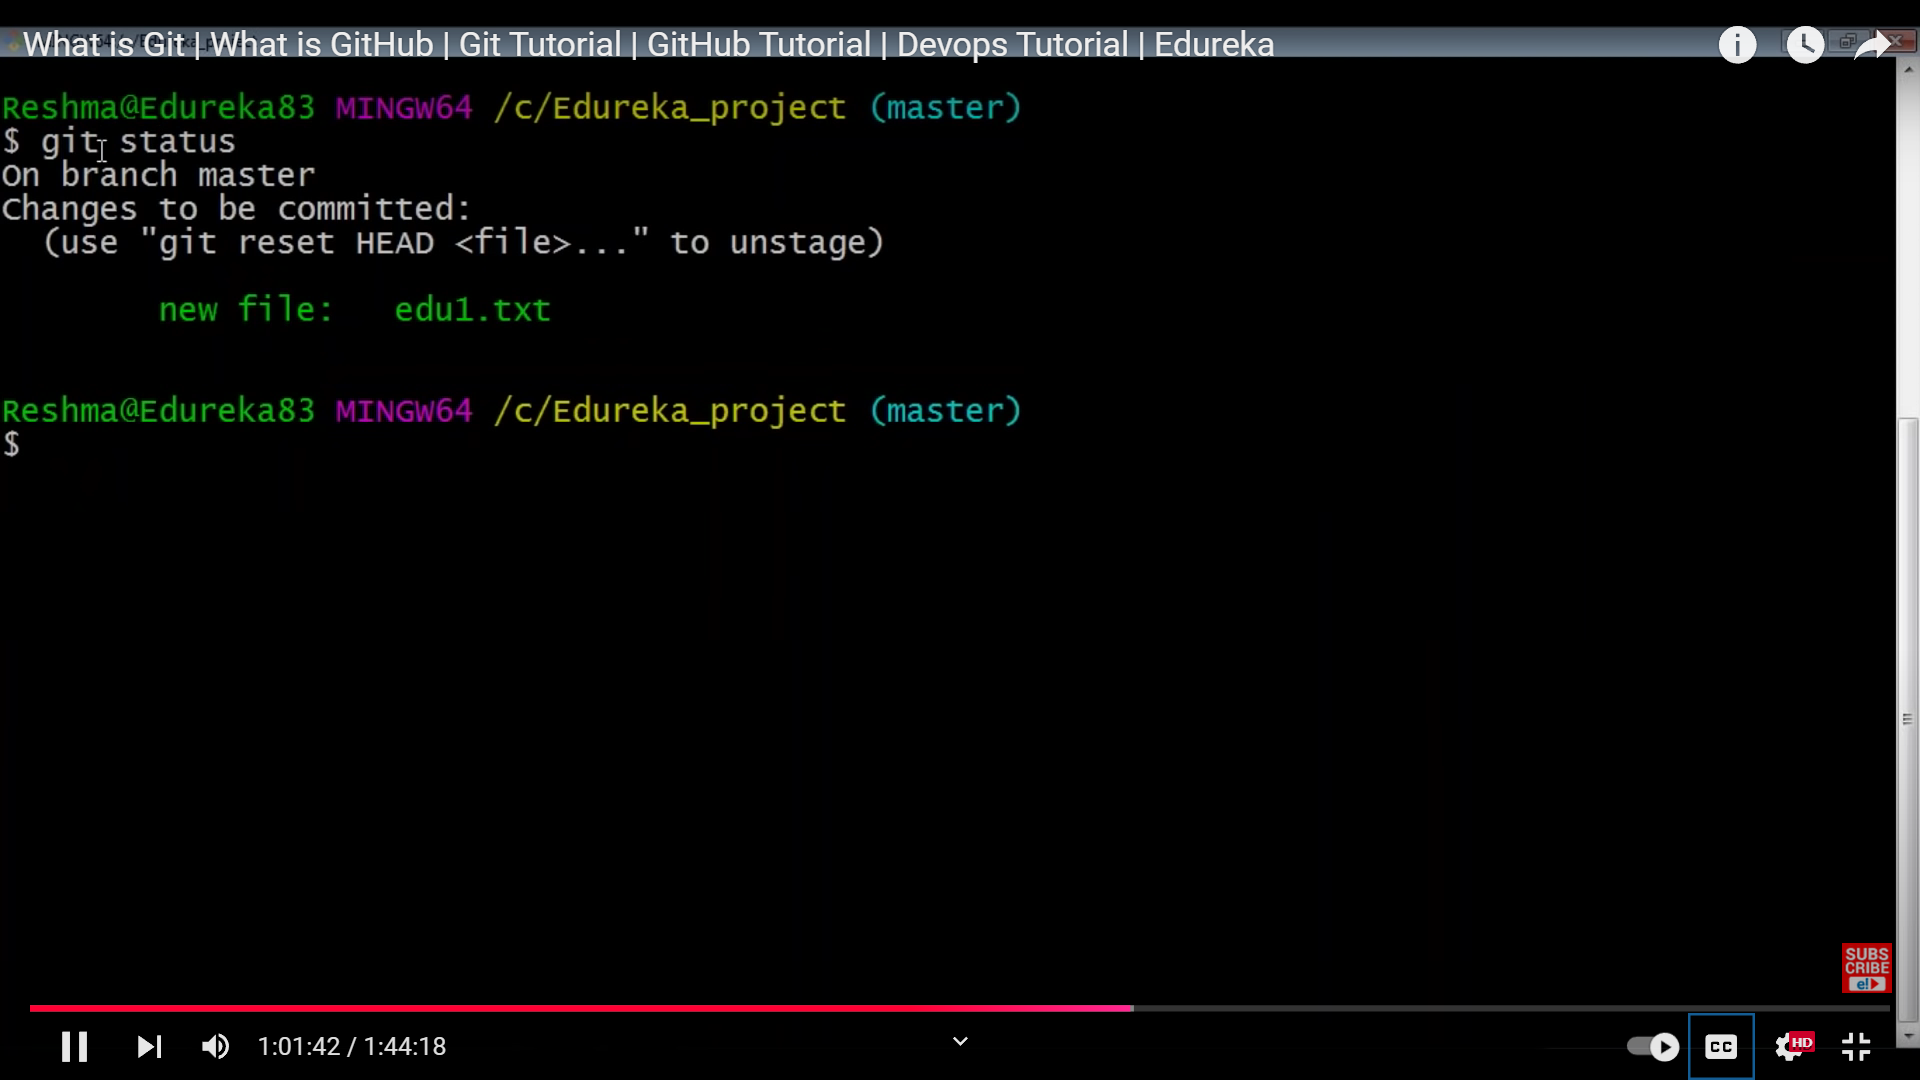 What is Git | What is GitHub | Git Tutorial | GitHub Tutorial | Devops Tutorial | Edureka
Reshma@Edureka83 MINGW64 /c/Edureka_project (master)
$ git status
On branch master
Changes to be committed:
(use "git reset HEAD <file>..." to unstage)
new file: edu1.txt
Reshma@Edureka83 MINGW64 /c/Edureka_project (master)
$
SUBS
CRIBE
e!
1:01:42 / 1:44:18
CC
HD